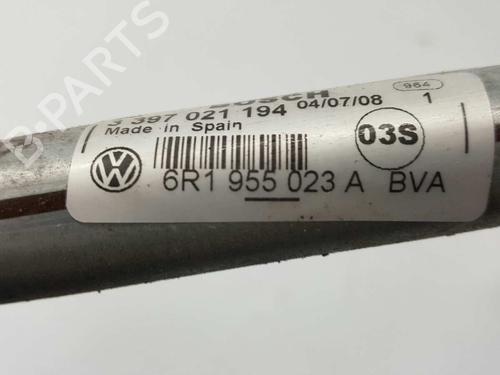 BOSCH
3 397 021 194 04/07/08 1
964
Made in Spain
03S
VW
6R1 955 023 A BVA
B-PARTS